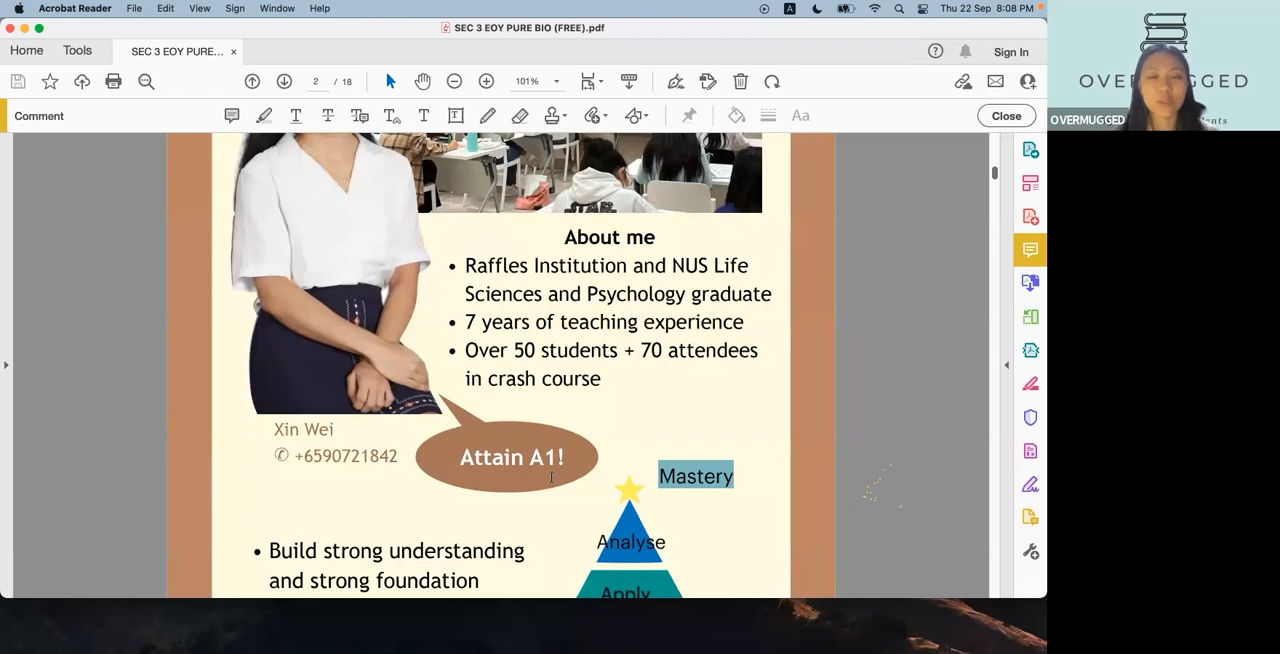 Acrobat Reader File Edit View Sign Window Help
A
Thu 22 Sep 8:08 PM
SEC 3 EOY PURE BIO (FREE).pdf
Home Tools SEC 3 EOY PURE... × Sign In
2 / 18 101%
Comment
Aa Close
OVERMUGGED
About me
• Raffles Institution and NUS Life
Sciences and Psychology graduate
• 7 years of teaching experience
• Over 50 students + 70 attendees
in crash course
Xin Wei
✆ +6590721842
Attain A1!
Mastery
Analyse
Apply
• Build strong understanding
and strong foundation